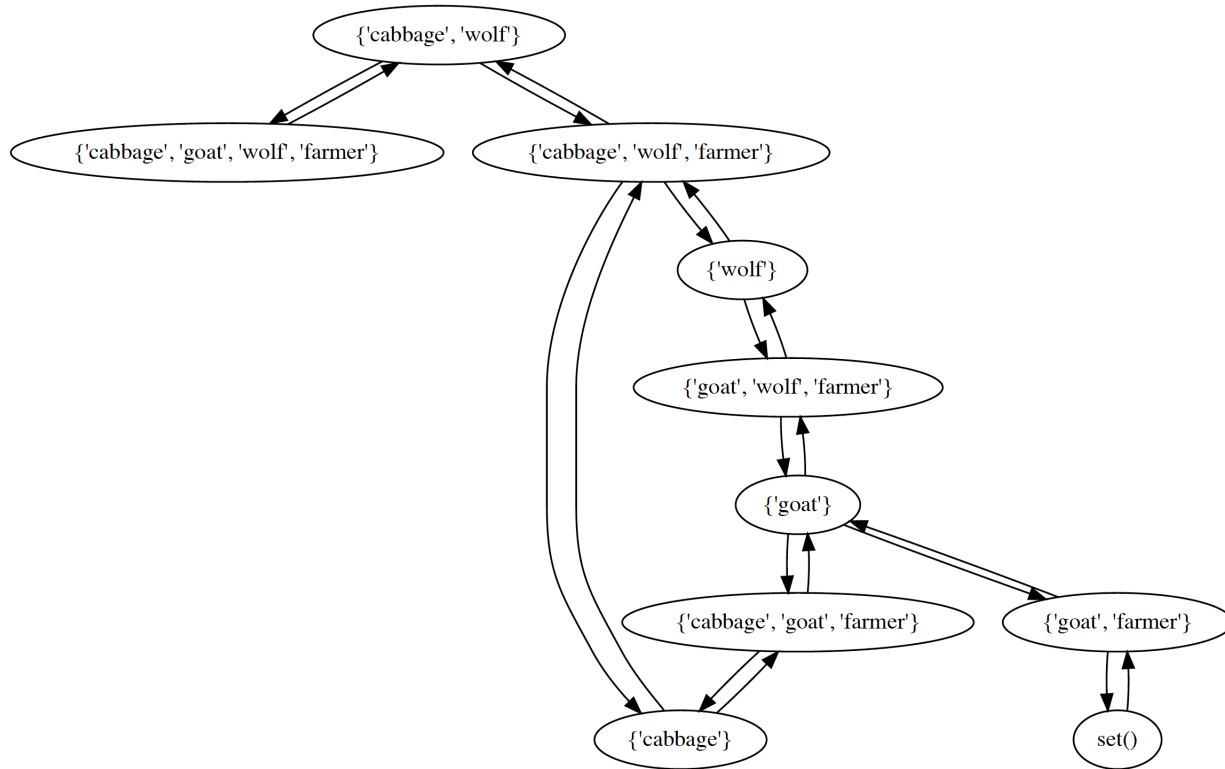 {'cabbage', 'wolf'}
{'cabbage', 'goat', 'wolf', 'farmer'}
{'cabbage', 'wolf', 'farmer'}
{'wolf'}
{'goat', 'wolf', 'farmer'}
{'goat'}
{'cabbage', 'goat', 'farmer'}
{'goat', 'farmer'}
{'cabbage'}
set()